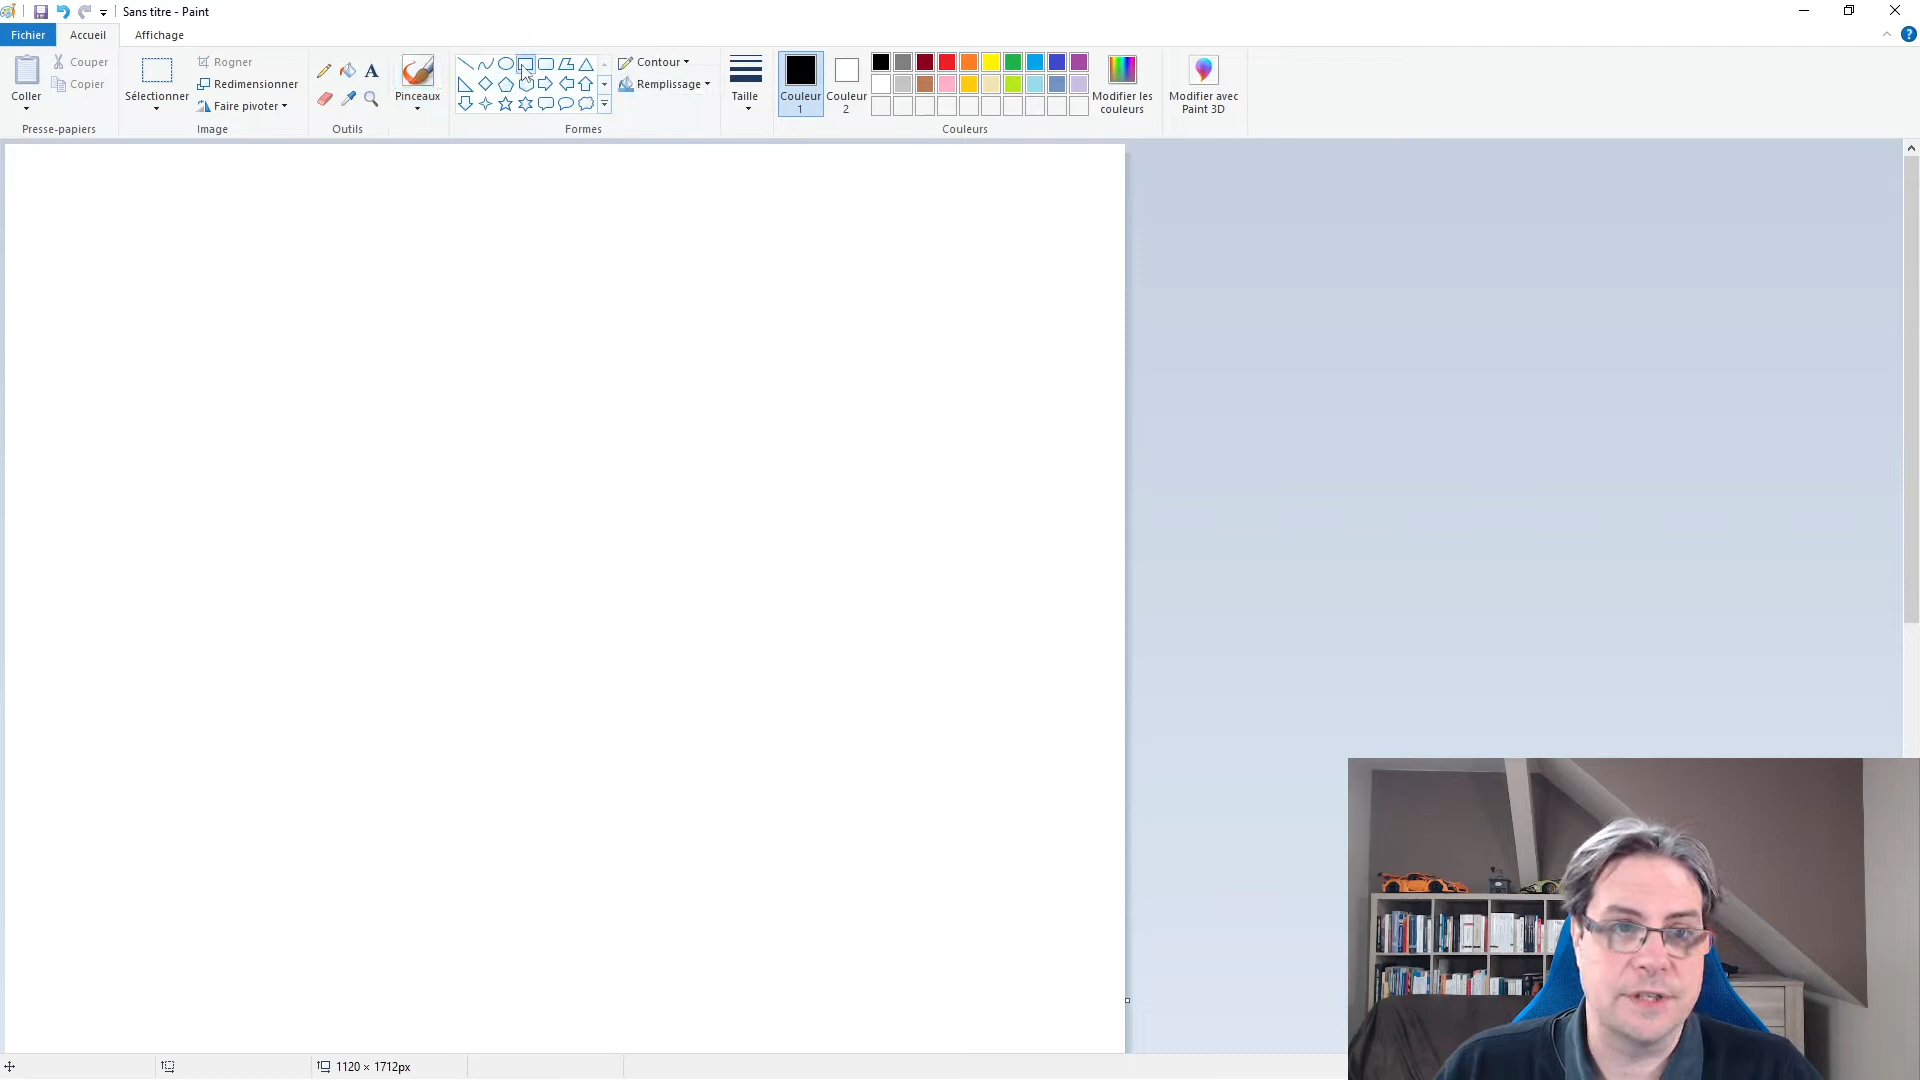 Sans titre - Paint
Fichier
Accueil
Affichage
Coller
Couper
Copier
Presse-papiers
Sélectionner
Rogner
Redimensionner
Faire pivoter
Image
A
Outils
Pinceaux
Contour
Remplissage
Formes
Taille
Couleur
1
Couleur
2
Couleurs
Modifier les
couleurs
Modifier avec
Paint 3D
?
1120 × 1712px